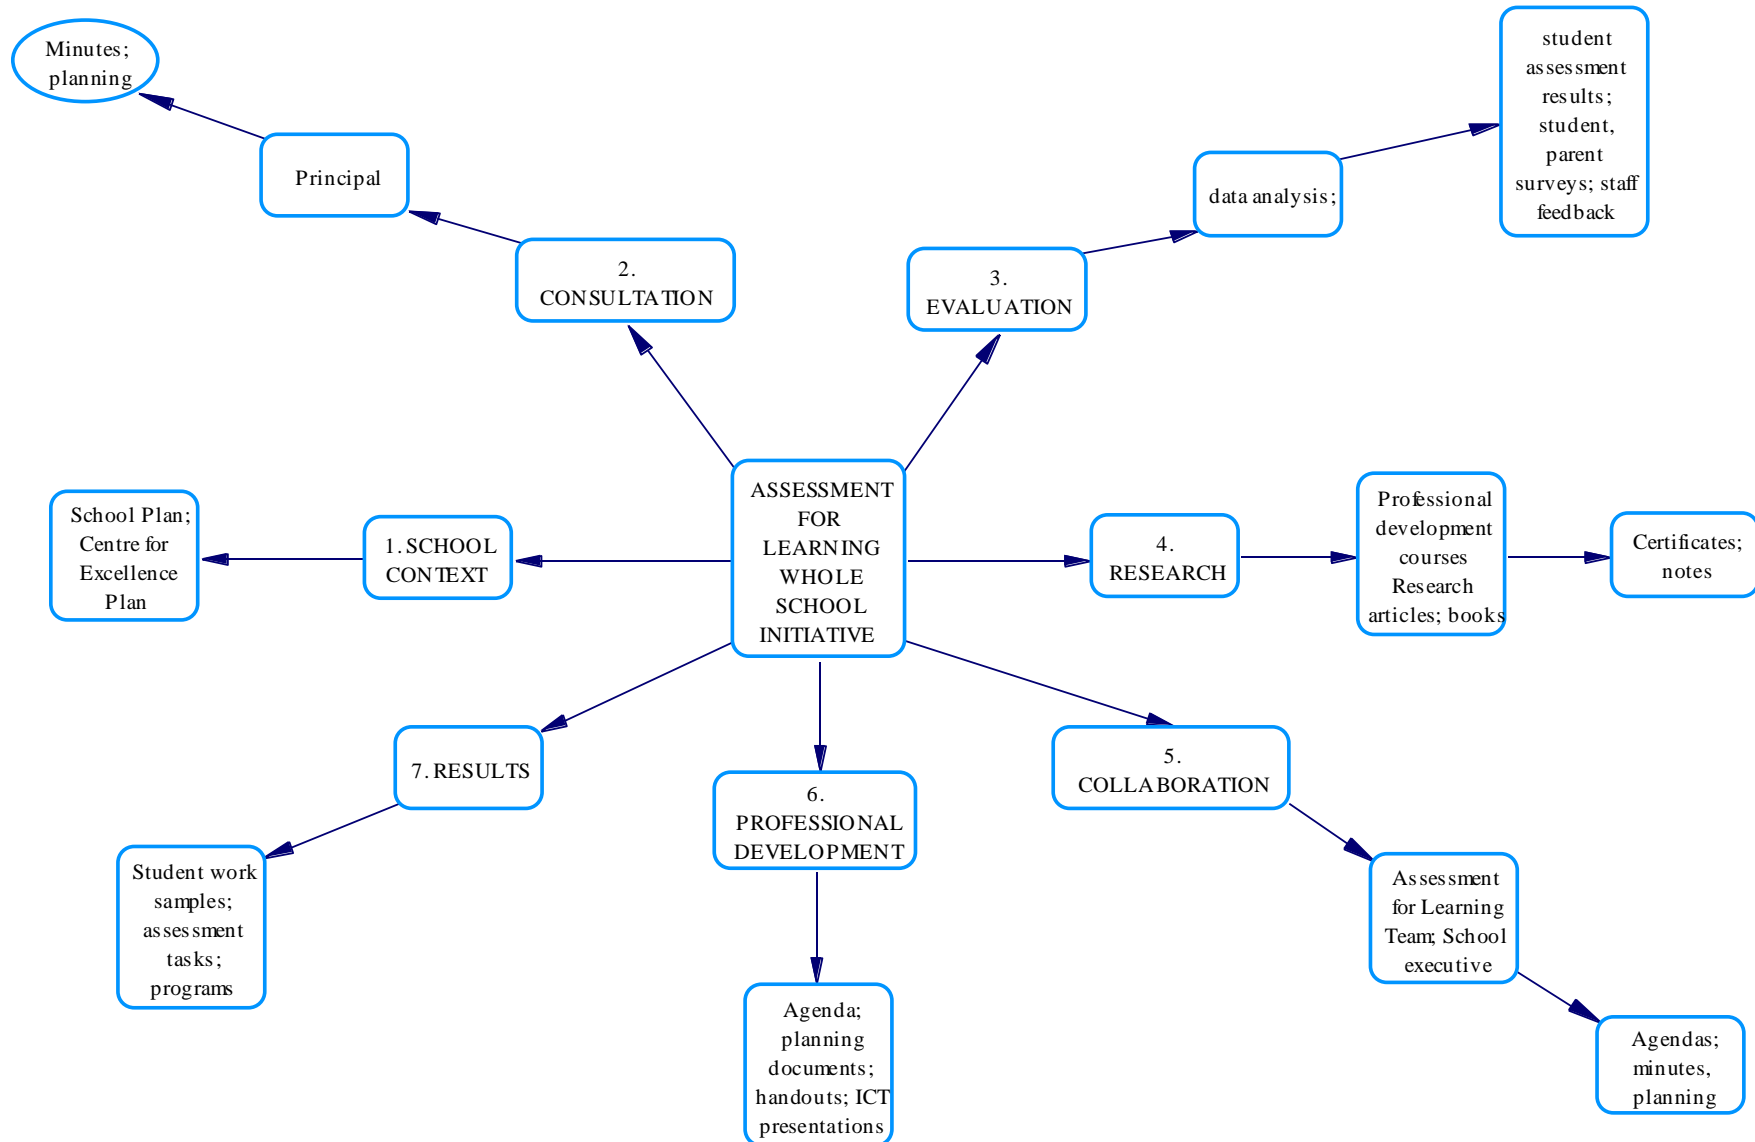 Minutes;
planning
Principal
2.
CONSULTATION
3.
EVALUATION
data analysis;
student
assessment
results;
student,
parent
surveys; staff
feedback
School Plan;
Centre for
Excellence
Plan
1. SCHOOL
CONTEXT
ASSESSMENT
FOR
LEARNING
WHOLE
SCHOOL
INITIATIVE
4.
RESEARCH
Professional
development
courses
Research
articles; books
Certificates;
notes
7. RESULTS
Student work
samples;
assessment
tasks;
programs
6.
PROFESSIONAL
DEVELOPMENT
Agenda;
planning
documents;
handouts; ICT
presentations
5.
COLLABORATION
Assessment
for Learning
Team; School
executive
Agendas;
minutes,
planning